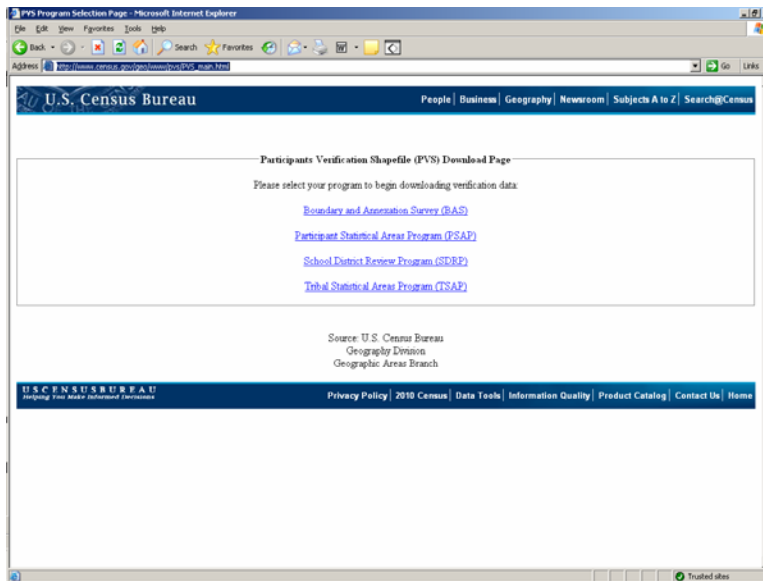 PVS Program Selection Page - Microsoft Internet Explorer
File Edit View Favorites Tools Help
Back Search Favorites
Address http://www.census.gov/geo/www/pvs/PVS_main.html Go Links
U.S. Census Bureau People | Business | Geography | Newsroom | Subjects A to Z | Search@Census
Participants Verification Shapefile (PVS) Download Page
Please select your program to begin downloading verification data:
Boundary and Annexation Survey (BAS)
Participant Statistical Areas Program (PSAP)
School District Review Program (SDRP)
Tribal Statistical Areas Program (TSAP)
Source: U.S. Census Bureau
Geography Division
Geographic Areas Branch
USCENSUSBUREAU
Helping You Make Informed Decisions
Privacy Policy | 2010 Census | Data Tools | Information Quality | Product Catalog | Contact Us | Home
Trusted sites